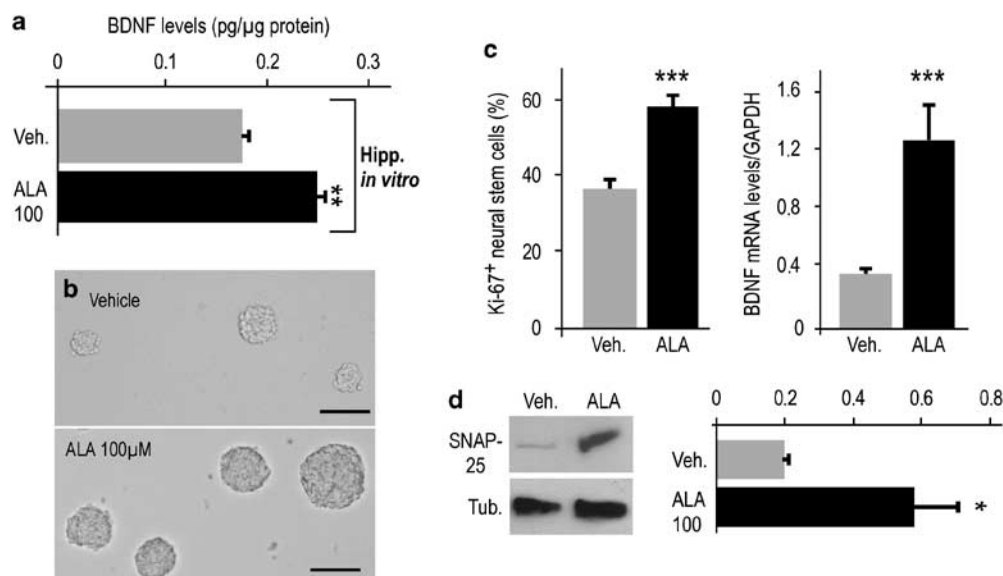 a
BDNF levels (pg/μg protein)
0 0.1 0.2 0.3
Veh.
ALA
100
**
Hipp.
in vitro
b
Vehicle
ALA 100μM
c
Ki-67+ neural stem cells (%)
60
40
20
0
***
Veh. ALA
BDNF mRNA levels/GAPDH
1.6
1.2
0.8
0.4
0
***
Veh. ALA
d
Veh. ALA
SNAP-
25
Tub.
0 0.2 0.4 0.6 0.8
Veh.
ALA
100
*